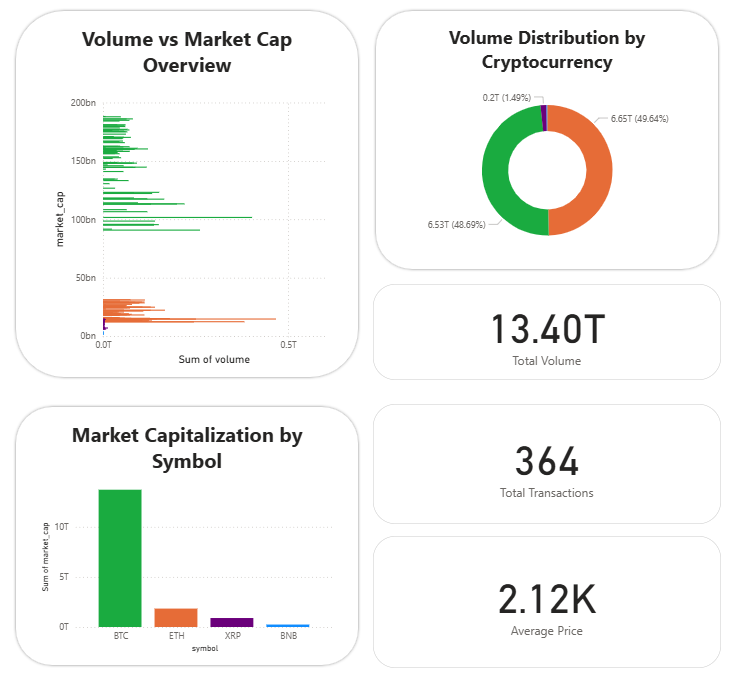 Volume vs Market Cap
Overview
200bn
150bn
100bn
50bn
0bn
market_cap
0.0T
0.5T
Sum of volume
Volume Distribution by
Cryptocurrency
0.2T (1.49%)
6.65T (49.64%)
6.53T (48.69%)
13.40T
Total Volume
Market Capitalization by
Symbol
10T
5T
0T
Sum of market_cap
BTC
ETH
XRP
BNB
symbol
364
Total Transactions
2.12K
Average Price